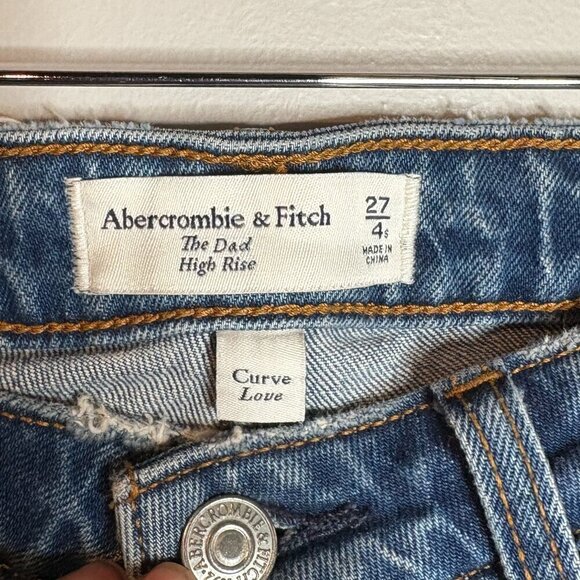 Abercrombie & Fitch
The Dad
High Rise
27
4s
MADE IN
CHINA
Curve
Love
ABERCROMBIE & FITCH